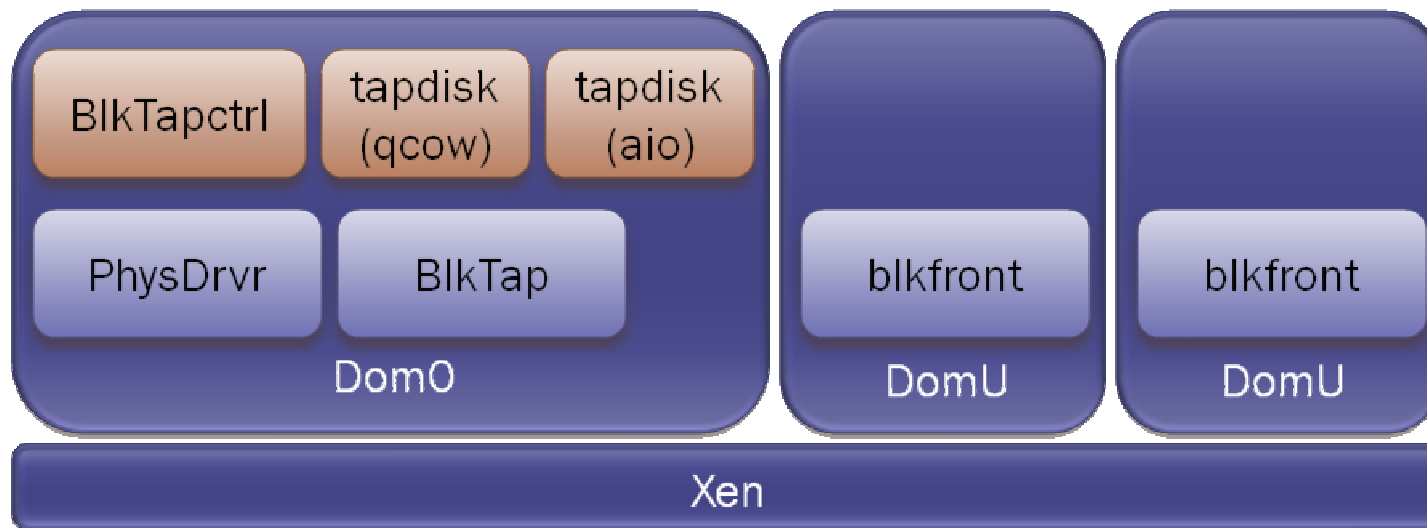 BlkTapctrl
tapdisk
(qcow)
tapdisk
(aio)
PhysDrvr
BlkTap
Dom0
blkfront
DomU
blkfront
DomU
Xen